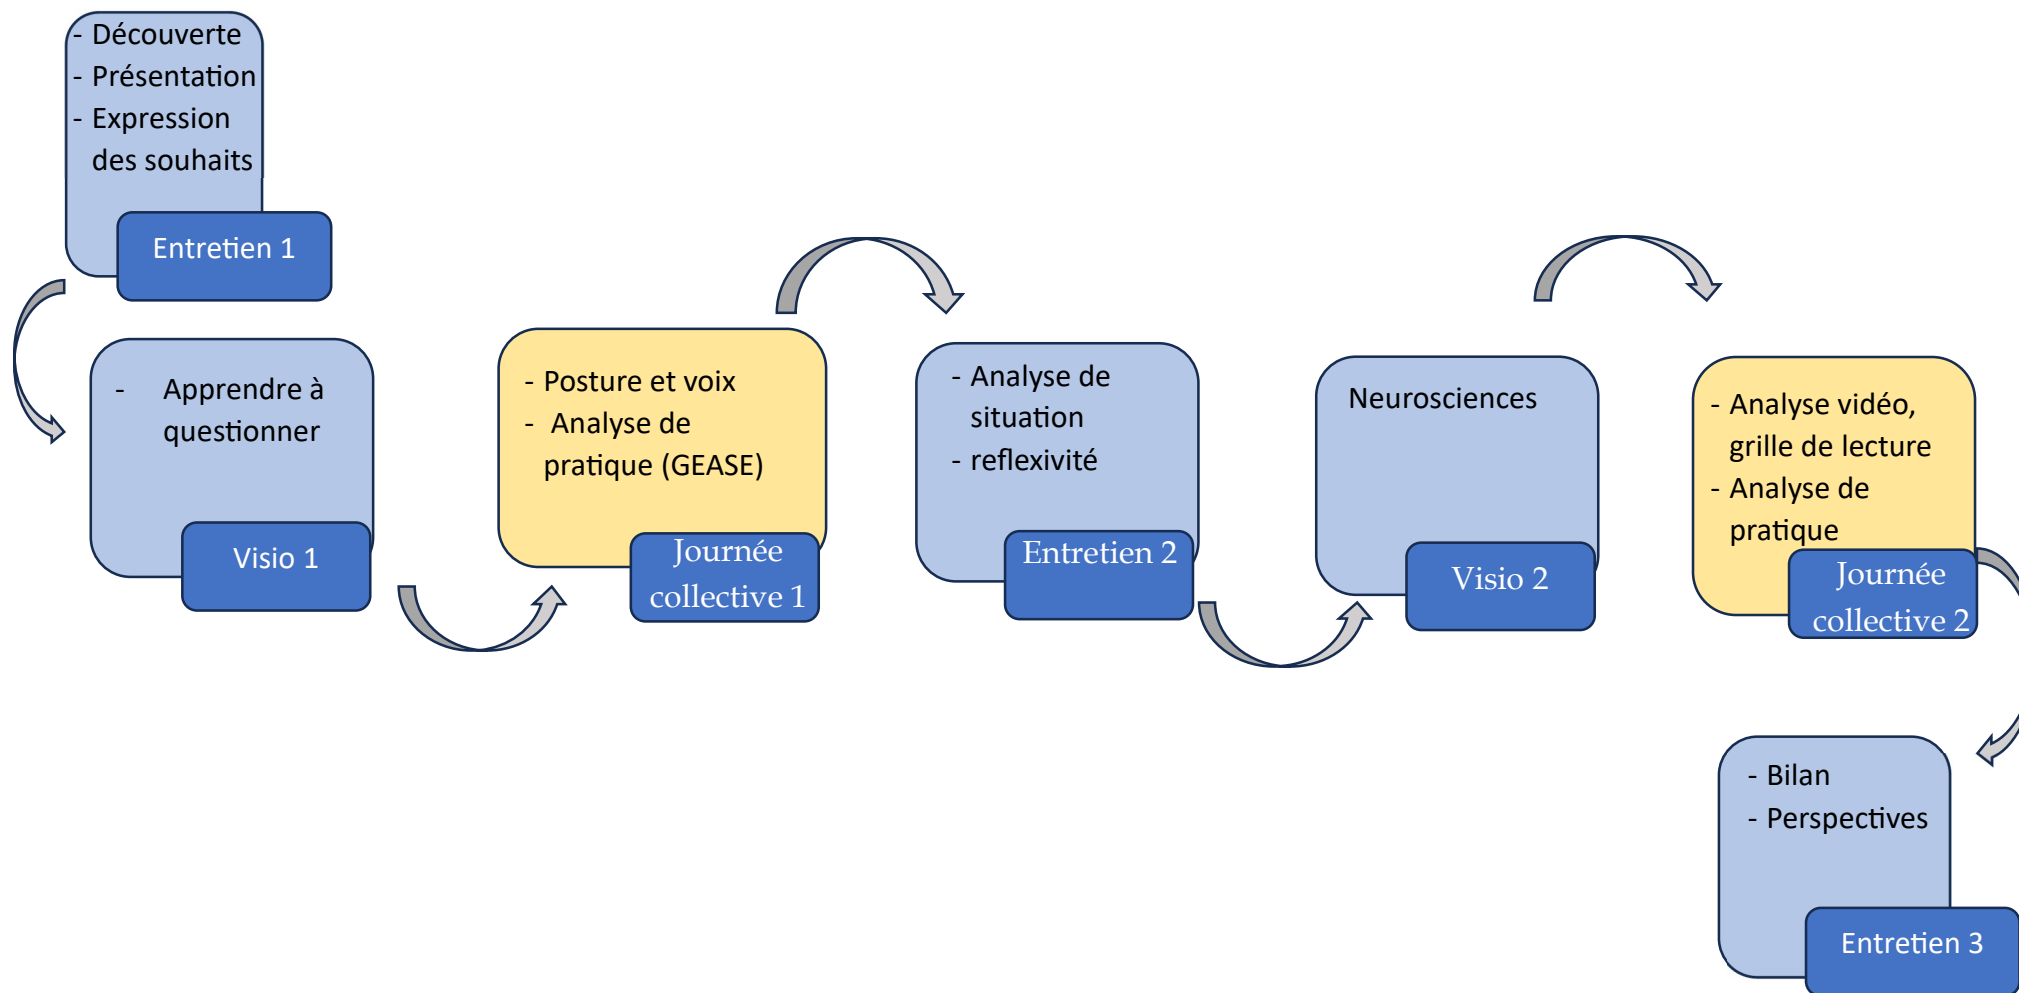 - Découverte
- Présentation
- Expression
des souhaits
Entretien 1
- Apprendre à
questionner
Visio 1
- Posture et voix
- Analyse de
pratique (GEASE)
Journée
collective 1
- Analyse de
situation
- reflexivité
Entretien 2
Neurosciences
Visio 2
- Analyse vidéo,
grille de lecture
- Analyse de
pratique
Journée
collective 2
- Bilan
- Perspectives
Entretien 3